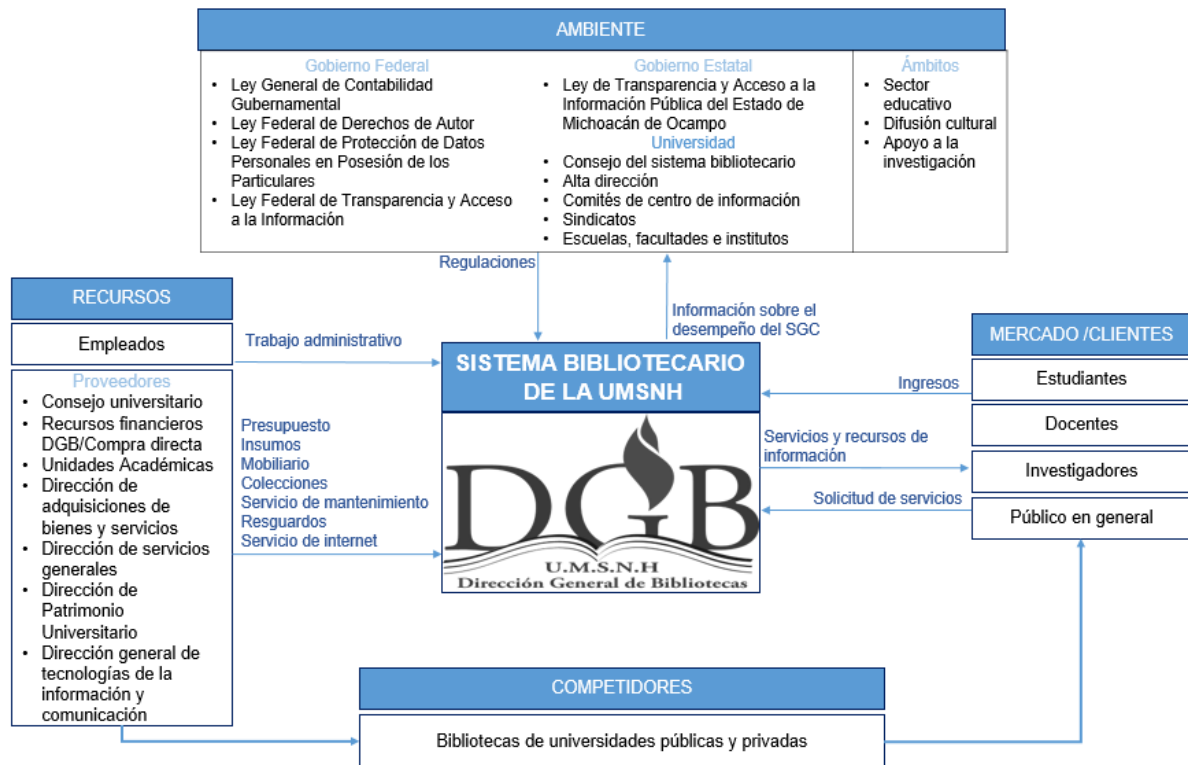 AMBIENTE
Gobierno Federal
• Ley General de Contabilidad
Gubernamental
• Ley Federal de Derechos de Autor
• Ley Federal de Protección de Datos
Personales en Posesión de los
Particulares
• Ley Federal de Transparencia y Acceso
a la Información
Gobierno Estatal
• Ley de Transparencia y Acceso a la
Información Pública del Estado de
Michoacán de Ocampo
Universidad
• Consejo del sistema bibliotecario
• Alta dirección
• Comités de centro de información
• Sindicatos
• Escuelas, facultades e institutos
Ámbitos
• Sector
educativo
• Difusión cultural
• Apoyo a la
investigación
Regulaciones
Información sobre el
desempeño del SGC
RECURSOS
Empleados
Trabajo administrativo
Proveedores
• Consejo universitario
• Recursos financieros
DGB/Compra directa
• Unidades Académicas
• Dirección de
adquisiciones de
bienes y servicios
• Dirección de servicios
generales
• Dirección de
Patrimonio
Universitario
• Dirección general de
tecnologías de la
información y
comunicación
Presupuesto
Insumos
Mobiliario
Colecciones
Servicio de mantenimiento
Resguardos
Servicio de internet
SISTEMA BIBLIOTECARIO
DE LA UMSNH
DGB
U.M.S.N.H
Dirección General de Bibliotecas
Ingresos
Servicios y recursos de
información
Solicitud de servicios
MERCADO /CLIENTES
Estudiantes
Docentes
Investigadores
Público en general
COMPETIDORES
Bibliotecas de universidades públicas y privadas